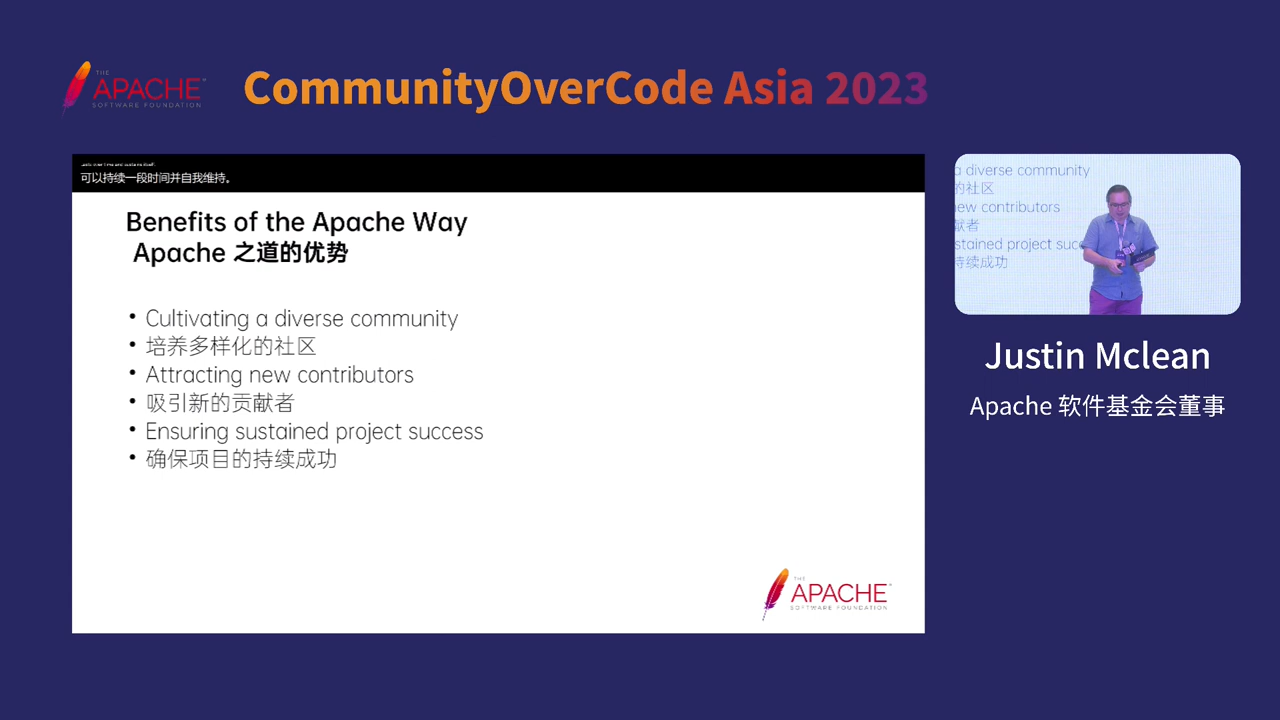 THE
APACHE
SOFTWARE FOUNDATION
CommunityOverCode Asia 2023
可以持续一段时间并自我维持。
Benefits of the Apache Way
Apache 之道的优势
• Cultivating a diverse community
• 培养多样化的社区
• Attracting new contributors
• 吸引新的贡献者
• Ensuring sustained project success
• 确保项目的持续成功
THE
APACHE
SOFTWARE FOUNDATION
a diverse community
的社区
new contributors
献者
stained project succ
持续成功
Justin Mclean
Apache 软件基金会董事